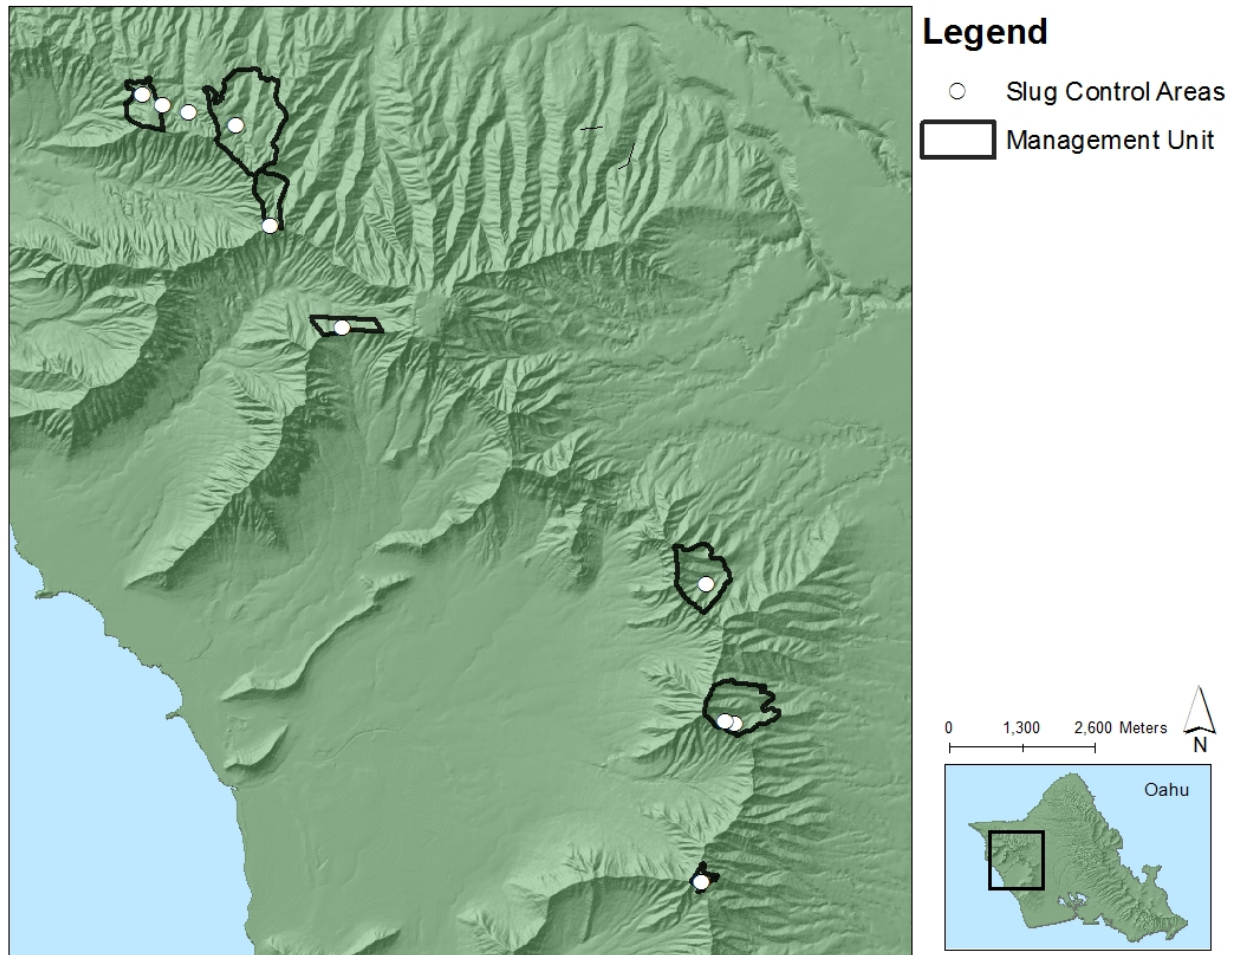 Legend
Slug Control Areas
Management Unit
0 1,300 2,600 Meters
N
Oahu